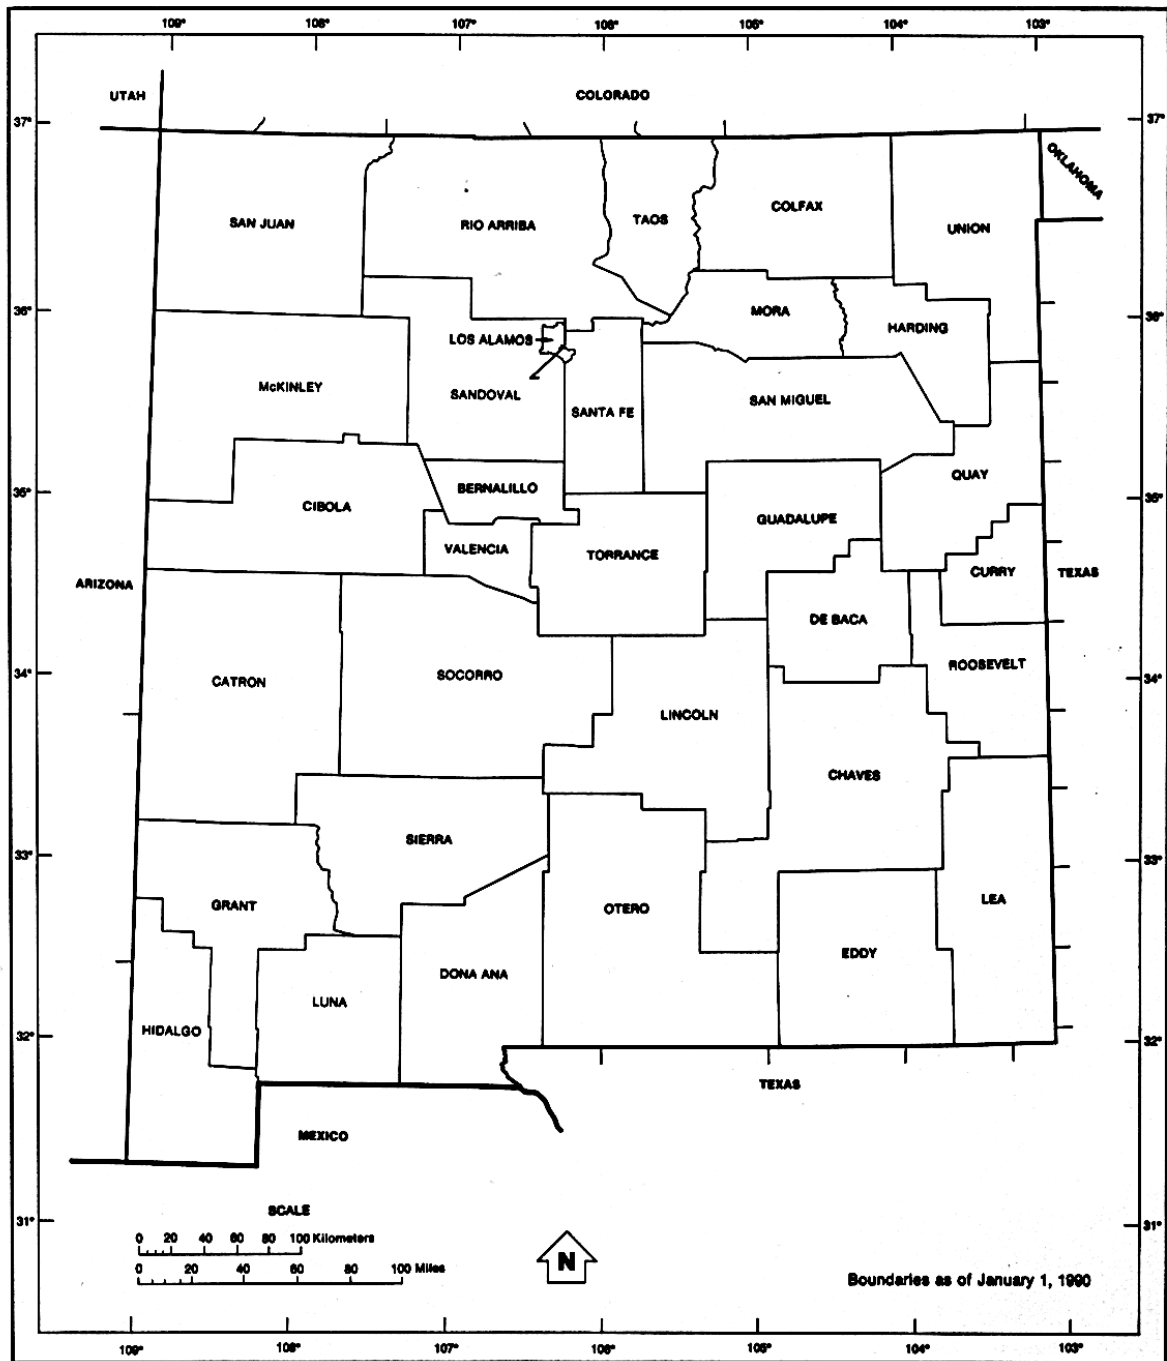 109° 108° 107° 106° 105° 104° 103°
UTAH
COLORADO
37°
37°
OKLAHOMA
SAN JUAN
RIO ARRIBA
TAOS
COLFAX
UNION
36°
36°
MORA
HARDING
LOS ALAMOS
McKINLEY
SANDOVAL
SANTA FE
SAN MIGUEL
QUAY
35°
35°
BERNALILLO
CIBOLA
GUADALUPE
VALENCIA
TORRANCE
CURRY
TEXAS
ARIZONA
DE BACA
ROOSEVELT
34°
34°
CATRON
SOCORRO
LINCOLN
CHAVES
SIERRA
33°
33°
GRANT
OTERO
LEA
EDDY
DONA ANA
LUNA
HIDALGO
32°
32°
TEXAS
MEXICO
SCALE
31°
31°
0 20 40 60 80 100 Kilometers
0 20 40 60 80 100 Miles
N
Boundaries as of January 1, 1990
109° 108° 107° 106° 105° 104° 103°